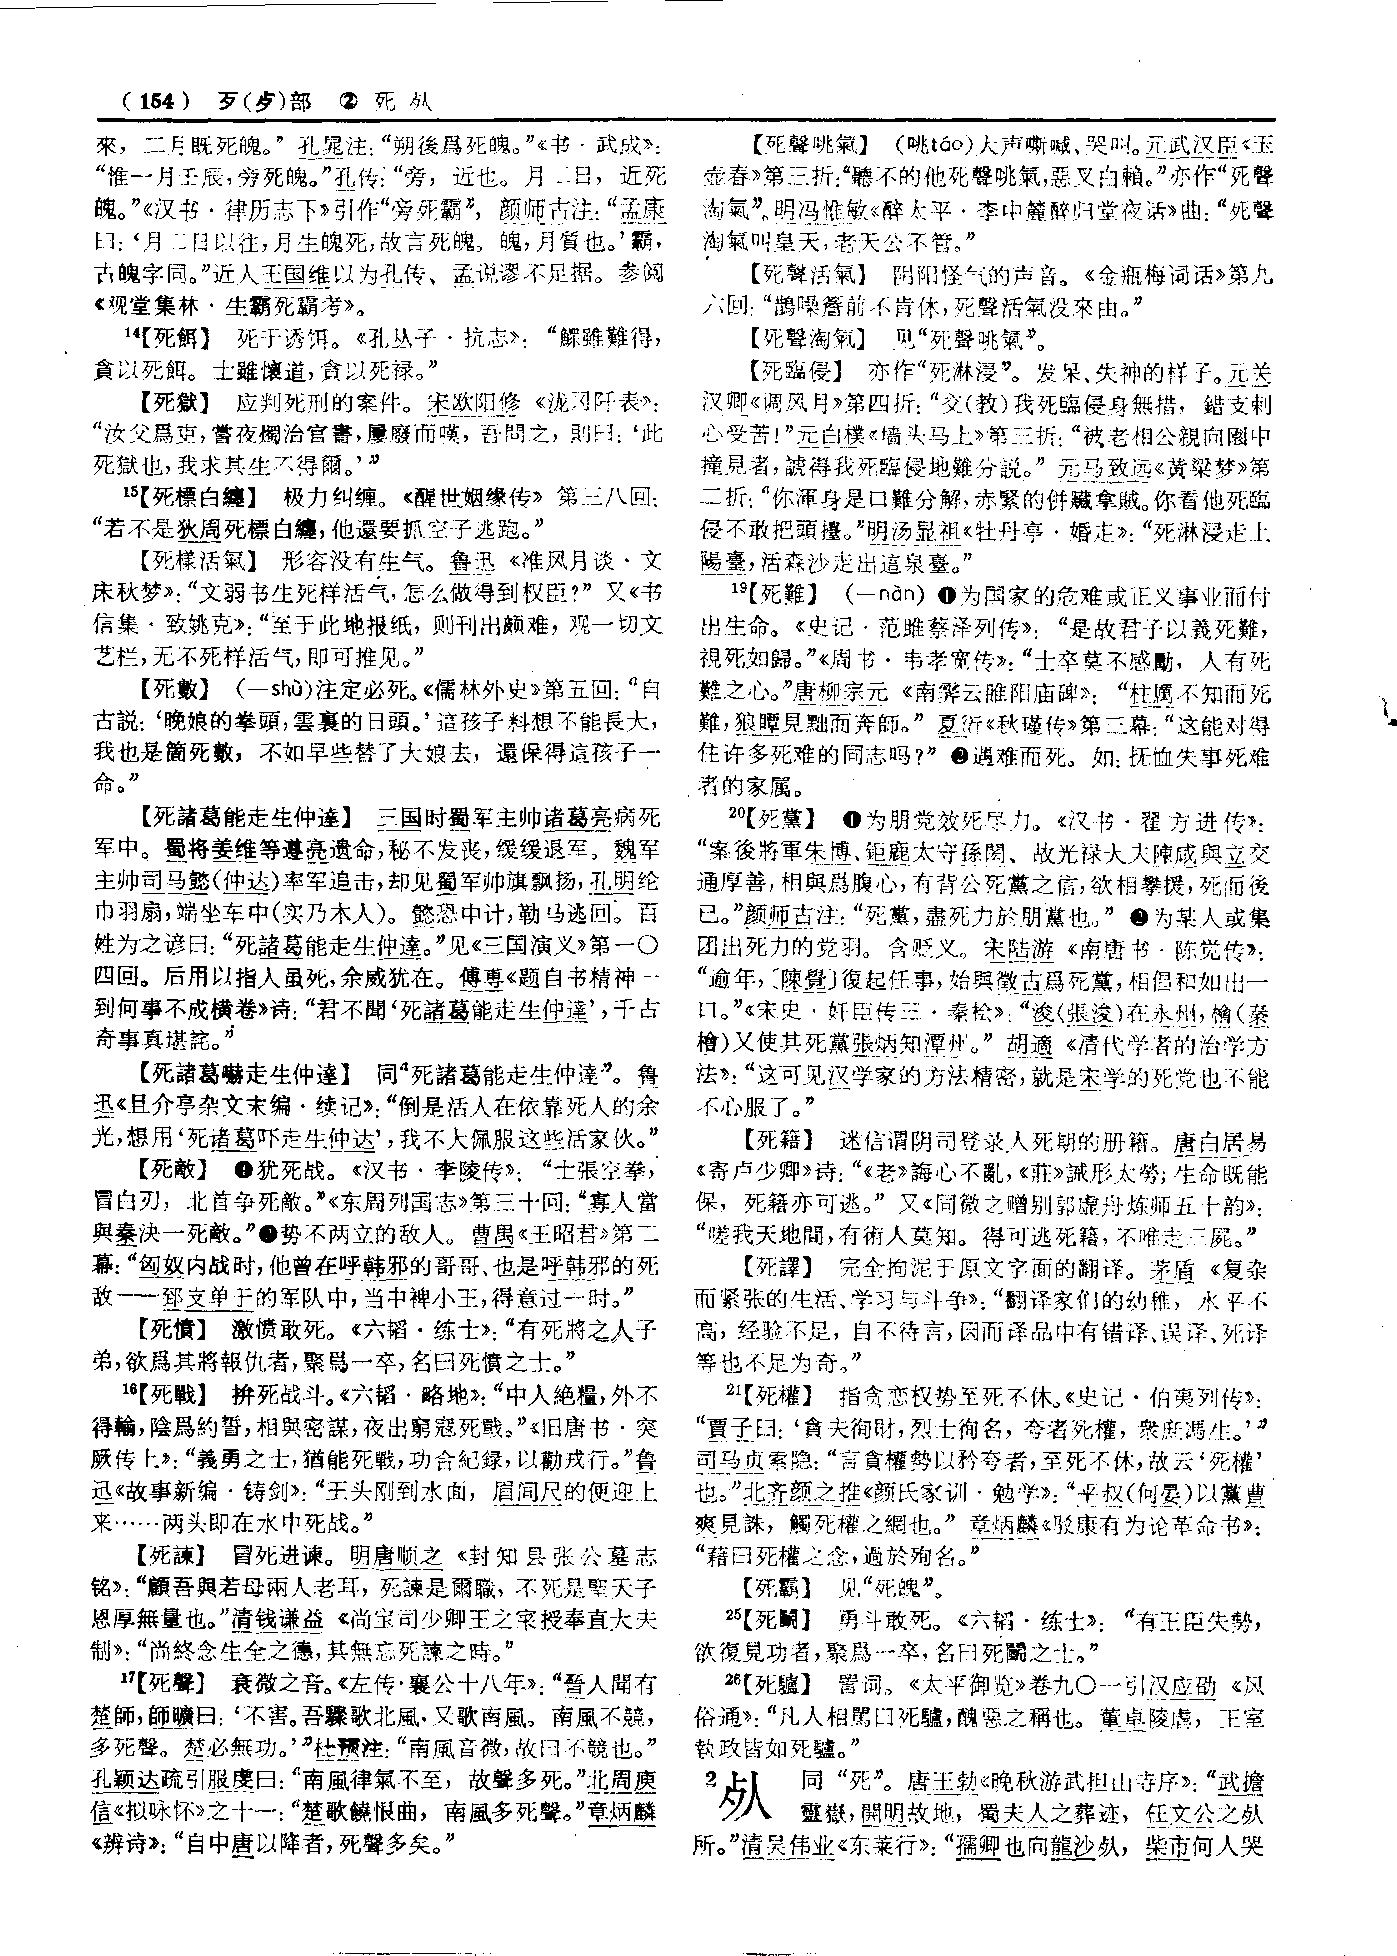 （154） 歹(歺)部 ② 死 𣦸
來，二月既死魄。”孔晁注：“朔後爲死魄。”《书·武成》：
“惟一月壬辰，旁死魄。”孔传：“旁，近也。月二日，近死
魄。”《汉书·律历志下》引作“旁死霸”，颜师古注：“孟康
曰：‘月二日以往，月生魄死，故言死魄。魄，月質也。’霸，
古魄字同。”近人王国维以为孔传、孟说谬不足据。参阅
《观堂集林·生霸死霸考》。
14【死餌】 死于诱饵。《孔丛子·抗志》：“鰥雖難得，
貪以死餌。士雖懷道，貪以死禄。”
【死獄】 应判死刑的案件。宋欧阳修《泷冈阡表》：
“汝父爲吏，嘗夜燭治官書，屢廢而嘆，吾問之，則曰：‘此
死獄也，我求其生不得爾。’”
15【死標白纏】 极力纠缠。《醒世姻缘传》第三八回：
“若不是狄周死標白纏，他還要抓空子逃跑。”
【死樣活氣】 形容没有生气。鲁迅《准风月谈·文
床秋梦》：“文弱书生死样活气，怎么做得到权臣？”又《书
信集·致姚克》：“至于此地报纸，则刊出颇难，观一切文
艺栏，无不死样活气，即可推见。”
【死數】 （—shù）注定必死。《儒林外史》第五回：“自
古説：‘晚娘的拳頭，雲裏的日頭。’這孩子料想不能長大，
我也是箇死數，不如早些替了大娘去，還保得這孩子一
命。”
【死諸葛能走生仲達】 三国时蜀军主帅诸葛亮病死
军中。蜀将姜维等遵亮遗命，秘不发丧，缓缓退军。魏军
主帅司马懿(仲达)率军追击，却见蜀军帅旗飘扬，孔明纶
巾羽扇，端坐车中(实乃木人)。懿恐中计，勒马逃回。百
姓为之谚曰：“死諸葛能走生仲達。”见《三国演义》第一〇
四回。后用以指人虽死，余威犹在。傅尃《题自书精神一
到何事不成横卷》诗：“君不聞‘死諸葛能走生仲達’，千古
奇事真堪詫。”
【死諸葛嚇走生仲達】 同“死諸葛能走生仲達”。鲁
迅《且介亭杂文末编·续记》：“倒是活人在依靠死人的余
光，想用‘死诸葛吓走生仲达’，我不大佩服这些活家伙。”
【死敵】 ❶犹死战。《汉书·李陵传》：“士張空拳，
冒白刃，北首争死敵。”《东周列国志》第三十回：“寡人當
與秦決一死敵。”❷势不两立的敌人。曹禺《王昭君》第二
幕：“匈奴内战时，他曾在呼韩邪的哥哥、也是呼韩邪的死
敌——郅支单于的军队中，当中裨小王，得意过一时。”
【死憤】 激愤敢死。《六韬·练士》：“有死將之人子
弟，欲爲其將報仇者，聚爲一卒，名曰死憤之士。”
16【死戰】 拚死战斗。《六韬·略地》：“中人絶糧，外不
得輸，陰爲約誓，相與密謀，夜出窮寇死戰。”《旧唐书·突
厥传上》：“義勇之士，猶能死戰，功合紀錄，以勸戎行。”鲁
迅《故事新编·铸剑》：“王头刚到水面，眉间尺的便迎上
来……两头即在水中死战。”
【死諫】 冒死进谏。明唐顺之《封知县张公墓志
铭》：“顧吾與若母兩人老耳，死諫是爾職，不死是聖天子
恩厚無量也。”清钱谦益《尚宝司少卿王之寀授奉直大夫
制》：“尚終念生全之德，其無忘死諫之時。”
17【死聲】 衰微之音。《左传·襄公十八年》：“晉人聞有
楚師，師曠曰：‘不害。吾驟歌北風，又歌南風。南風不競，
多死聲。楚必無功。’”杜预注：“南風音微，故曰不競也。”
孔颖达疏引服虔曰：“南風律氣不至，故聲多死。”北周庾
信《拟咏怀》之十一：“楚歌饒恨曲，南風多死聲。”章炳麟
《辨诗》：“自中唐以降者，死聲多矣。”
【死聲咷氣】 （咷táo）大声嘶喊、哭叫。元武汉臣《玉
壶春》第三折：“聽不的他死聲咷氣，惡叉白賴。”亦作“死聲
淘氣”。明冯惟敏《醉太平·李中麓醉归堂夜话》曲：“死聲
淘氣叫皇天，老天公不管。”
【死聲活氣】 阴阳怪气的声音。《金瓶梅词话》第九
六回：“鵲噪簷前不肯休，死聲活氣没來由。”
【死聲淘氣】 见“死聲咷氣”。
【死臨侵】 亦作“死淋浸”。发呆、失神的样子。元关
汉卿《调风月》第四折：“交(教)我死臨侵身無措，錯支刺
心受苦！”元白樸《墙头马上》第三折：“被老相公親向園中
撞見者，諕得我死臨侵地難分説。”元马致远《黄粱梦》第
二折：“你渾身是口難分解，赤緊的併贓拿賊。你看他死臨
侵不敢把頭擡。”明汤显祖《牡丹亭·婚走》：“死淋浸走上
陽臺，活森沙走出這泉臺。”
19【死難】 （—nàn）❶为国家的危难或正义事业而付
出生命。《史记·范雎蔡泽列传》：“是故君子以義死難，
視死如歸。”《周书·韦孝宽传》：“士卒莫不感勵，人有死
難之心。”唐柳宗元《南霁云睢阳庙碑》：“柱厲不知而死
難，狼瞫見黜而奔師。”夏衍《秋瑾传》第三幕：“这能对得
住许多死难的同志吗？”❷遇难而死。如：抚恤失事死难
者的家属。
20【死黨】 ❶为朋党效死尽力。《汉书·翟方进传》：
“案後將軍朱博、鉅鹿太守孫閎、故光禄大夫陳咸與立交
通厚善，相與爲腹心，有背公死黨之信，欲相攀援，死而後
已。”颜师古注：“死黨，盡死力於朋黨也。”❷为某人或集
团出死力的党羽。含贬义。宋陆游《南唐书·陈觉传》：
“逾年，〔陳覺〕復起任事，始與徵古爲死黨，相倡和如出一
口。”《宋史·奸臣传三·秦桧》：“浚(張浚)在永州，檜(秦
檜)又使其死黨張炳知潭州。”胡適《清代学者的治学方
法》：“这可见汉学家的方法精密，就是宋学的死党也不能
不心服了。”
【死籍】 迷信谓阴司登录人死期的册籍。唐白居易
《寄卢少卿》诗：“《老》誨心不亂，《莊》誡形太勞；生命既能
保，死籍亦可逃。”又《同微之赠别郭虚舟炼师五十韵》：
“嗟我天地間，有術人莫知。得可逃死籍，不唯走三屍。”
【死譯】 完全拘泥于原文字面的翻译。茅盾《复杂
而紧张的生活、学习与斗争》：“翻译家们的幼稚，水平不
高，经验不足，自不待言，因而译品中有错译、误译、死译
等也不足为奇。”
21【死權】 指贪恋权势至死不休。《史记·伯夷列传》：
“賈子曰：‘貪夫徇財，烈士徇名，夸者死權，衆庶馮生。’”
司马贞索隐：“言貪權勢以矜夸者，至死不休，故云‘死權’
也。”北齐颜之推《颜氏家训·勉学》：“平叔(何晏)以黨曹
爽見誅，觸死權之網也。”章炳麟《驳康有为论革命书》：
“藉曰死權之念，過於殉名。”
【死霸】 见“死魄”。
25【死鬭】 勇斗敢死。《六韬·练士》：“有王臣失勢，
欲復見功者，聚爲一卒，名曰死鬭之士。”
26【死驢】 詈词。《太平御览》卷九〇一引汉应劭《风
俗通》：“凡人相罵曰死驢，醜惡之稱也。董卓陵虐，王室
執政皆如死驢。”
2𣦸 同“死”。唐王勃《晚秋游武担山寺序》：“武擔
靈嶽，開明故地，蜀夫人之葬迹，任文公之𣦸
所。”清吴伟业《东莱行》：“孺卿也向龍沙𣦸，柴市何人哭